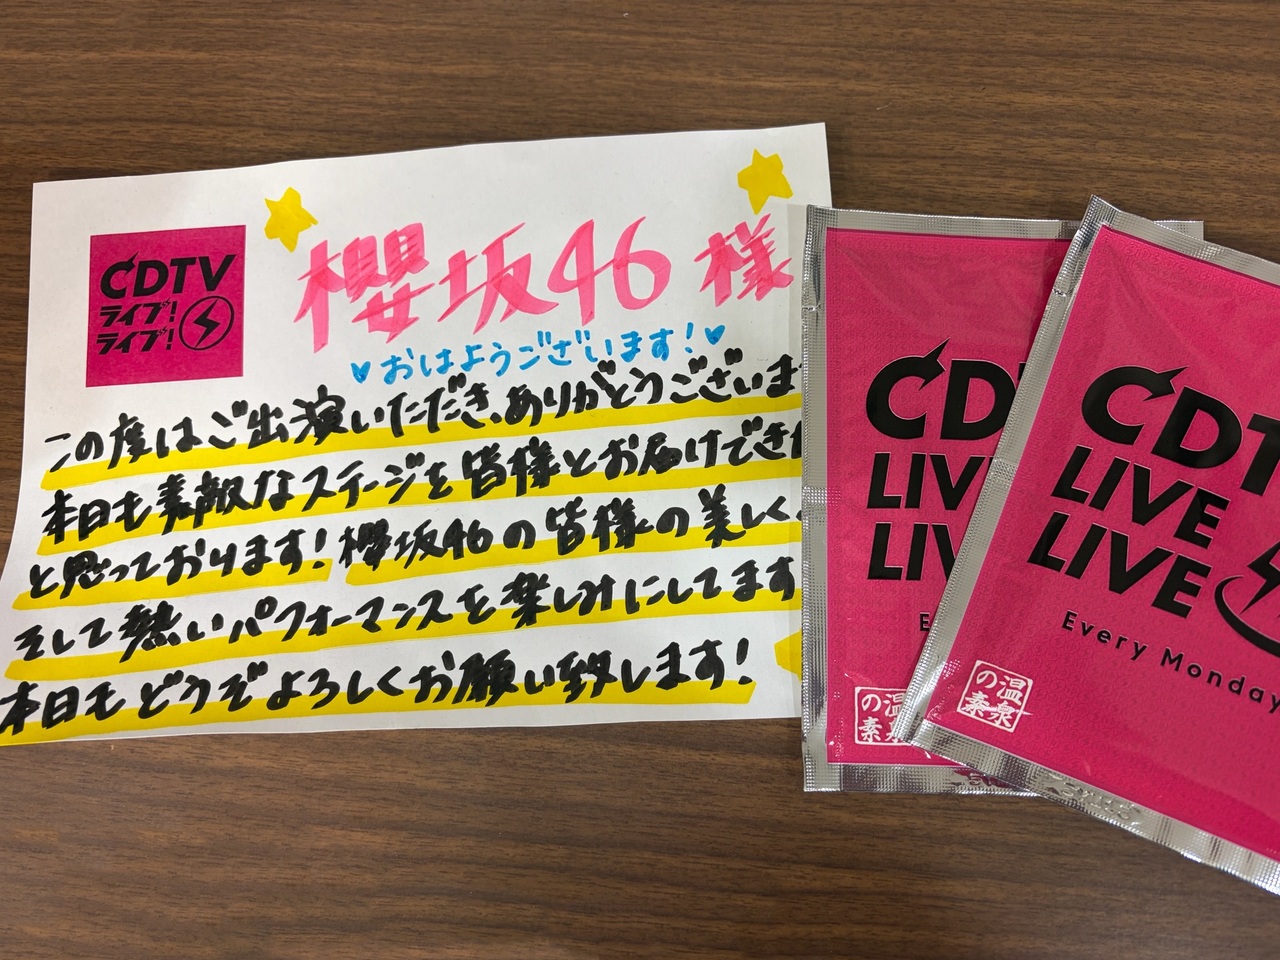 CDTV
ライブ!
ライブ!
櫻坂46 様
おはようございます!
この度はご出演いただき、ありがとうございま
本日も素敵なステージを皆様とお届けでき
と思っております! 櫻坂46の皆様の美しく
そして熱いパフォーマンスを楽しみにしてます
本日もどうぞよろしくお願い致します!
CD
LIVE
LIV
E
温泉
の素
CDT
LIVE
LIVE
Every Monday
温泉
の素